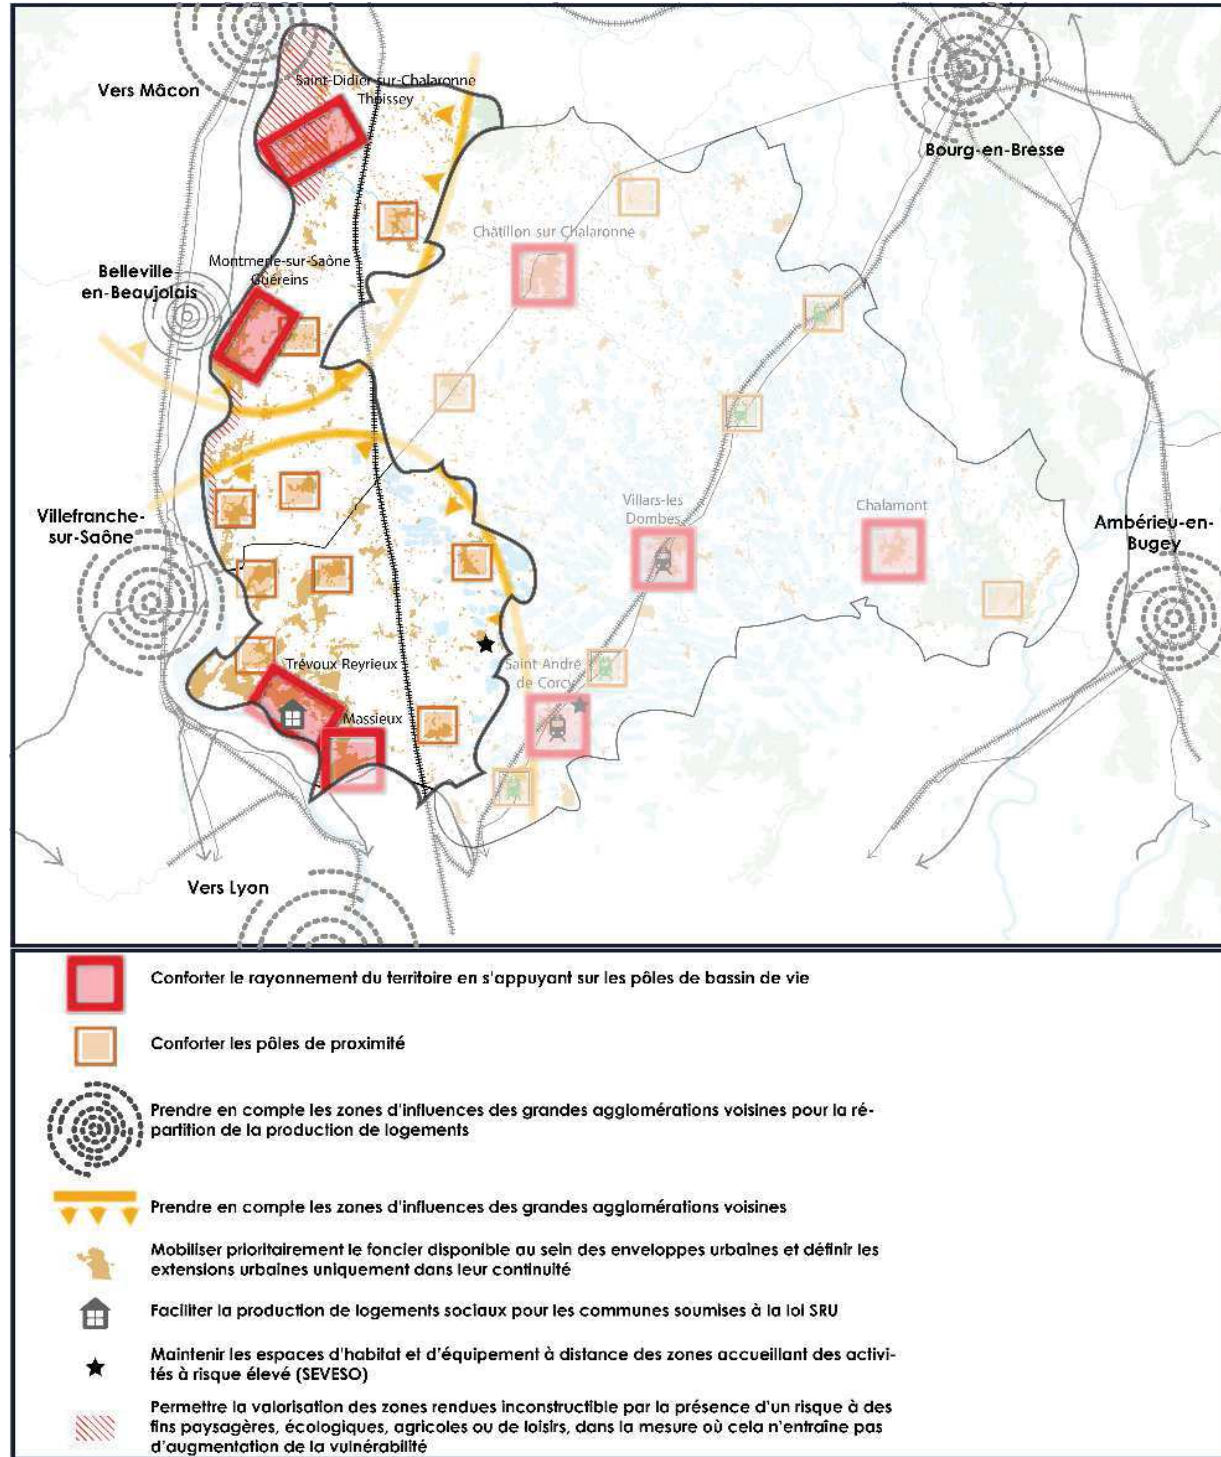 Saint-Didier-sur-Chalaronne
Thoissey
Vers Mâcon
Bourg-en-Bresse
Châtillon sur Chalaronne
Montmerle-sur-Saône
Guéreins
Belleville
en-Beaujolais
Villefranche-
sur-Saône
Villars-les
Dombes
Chalamont
Ambérieu-en-
Bugey
Trévoux Reyrieux
Saint André
de Corcy
Massieux
Vers Lyon
Conforter le rayonnement du territoire en s'appuyant sur les pôles de bassin de vie
Conforter les pôles de proximité
Prendre en compte les zones d'influences des grandes agglomérations voisines pour la ré-
partition de la production de logements
Prendre en compte les zones d'influences des grandes agglomérations voisines
Mobiliser prioritairement le foncier disponible au sein des enveloppes urbaines et définir les
extensions urbaines uniquement dans leur continuité
Faciliter la production de logements sociaux pour les communes soumises à la loi SRU
Maintenir les espaces d'habitat et d'équipement à distance des zones accueillant des activi-
tés à risque élevé (SEVESO)
Permettre la valorisation des zones rendues inconstructible par la présence d'un risque à des
fins paysagères, écologiques, agricoles ou de loisirs, dans la mesure où cela n'entraîne pas
d'augmentation de la vulnérabilité